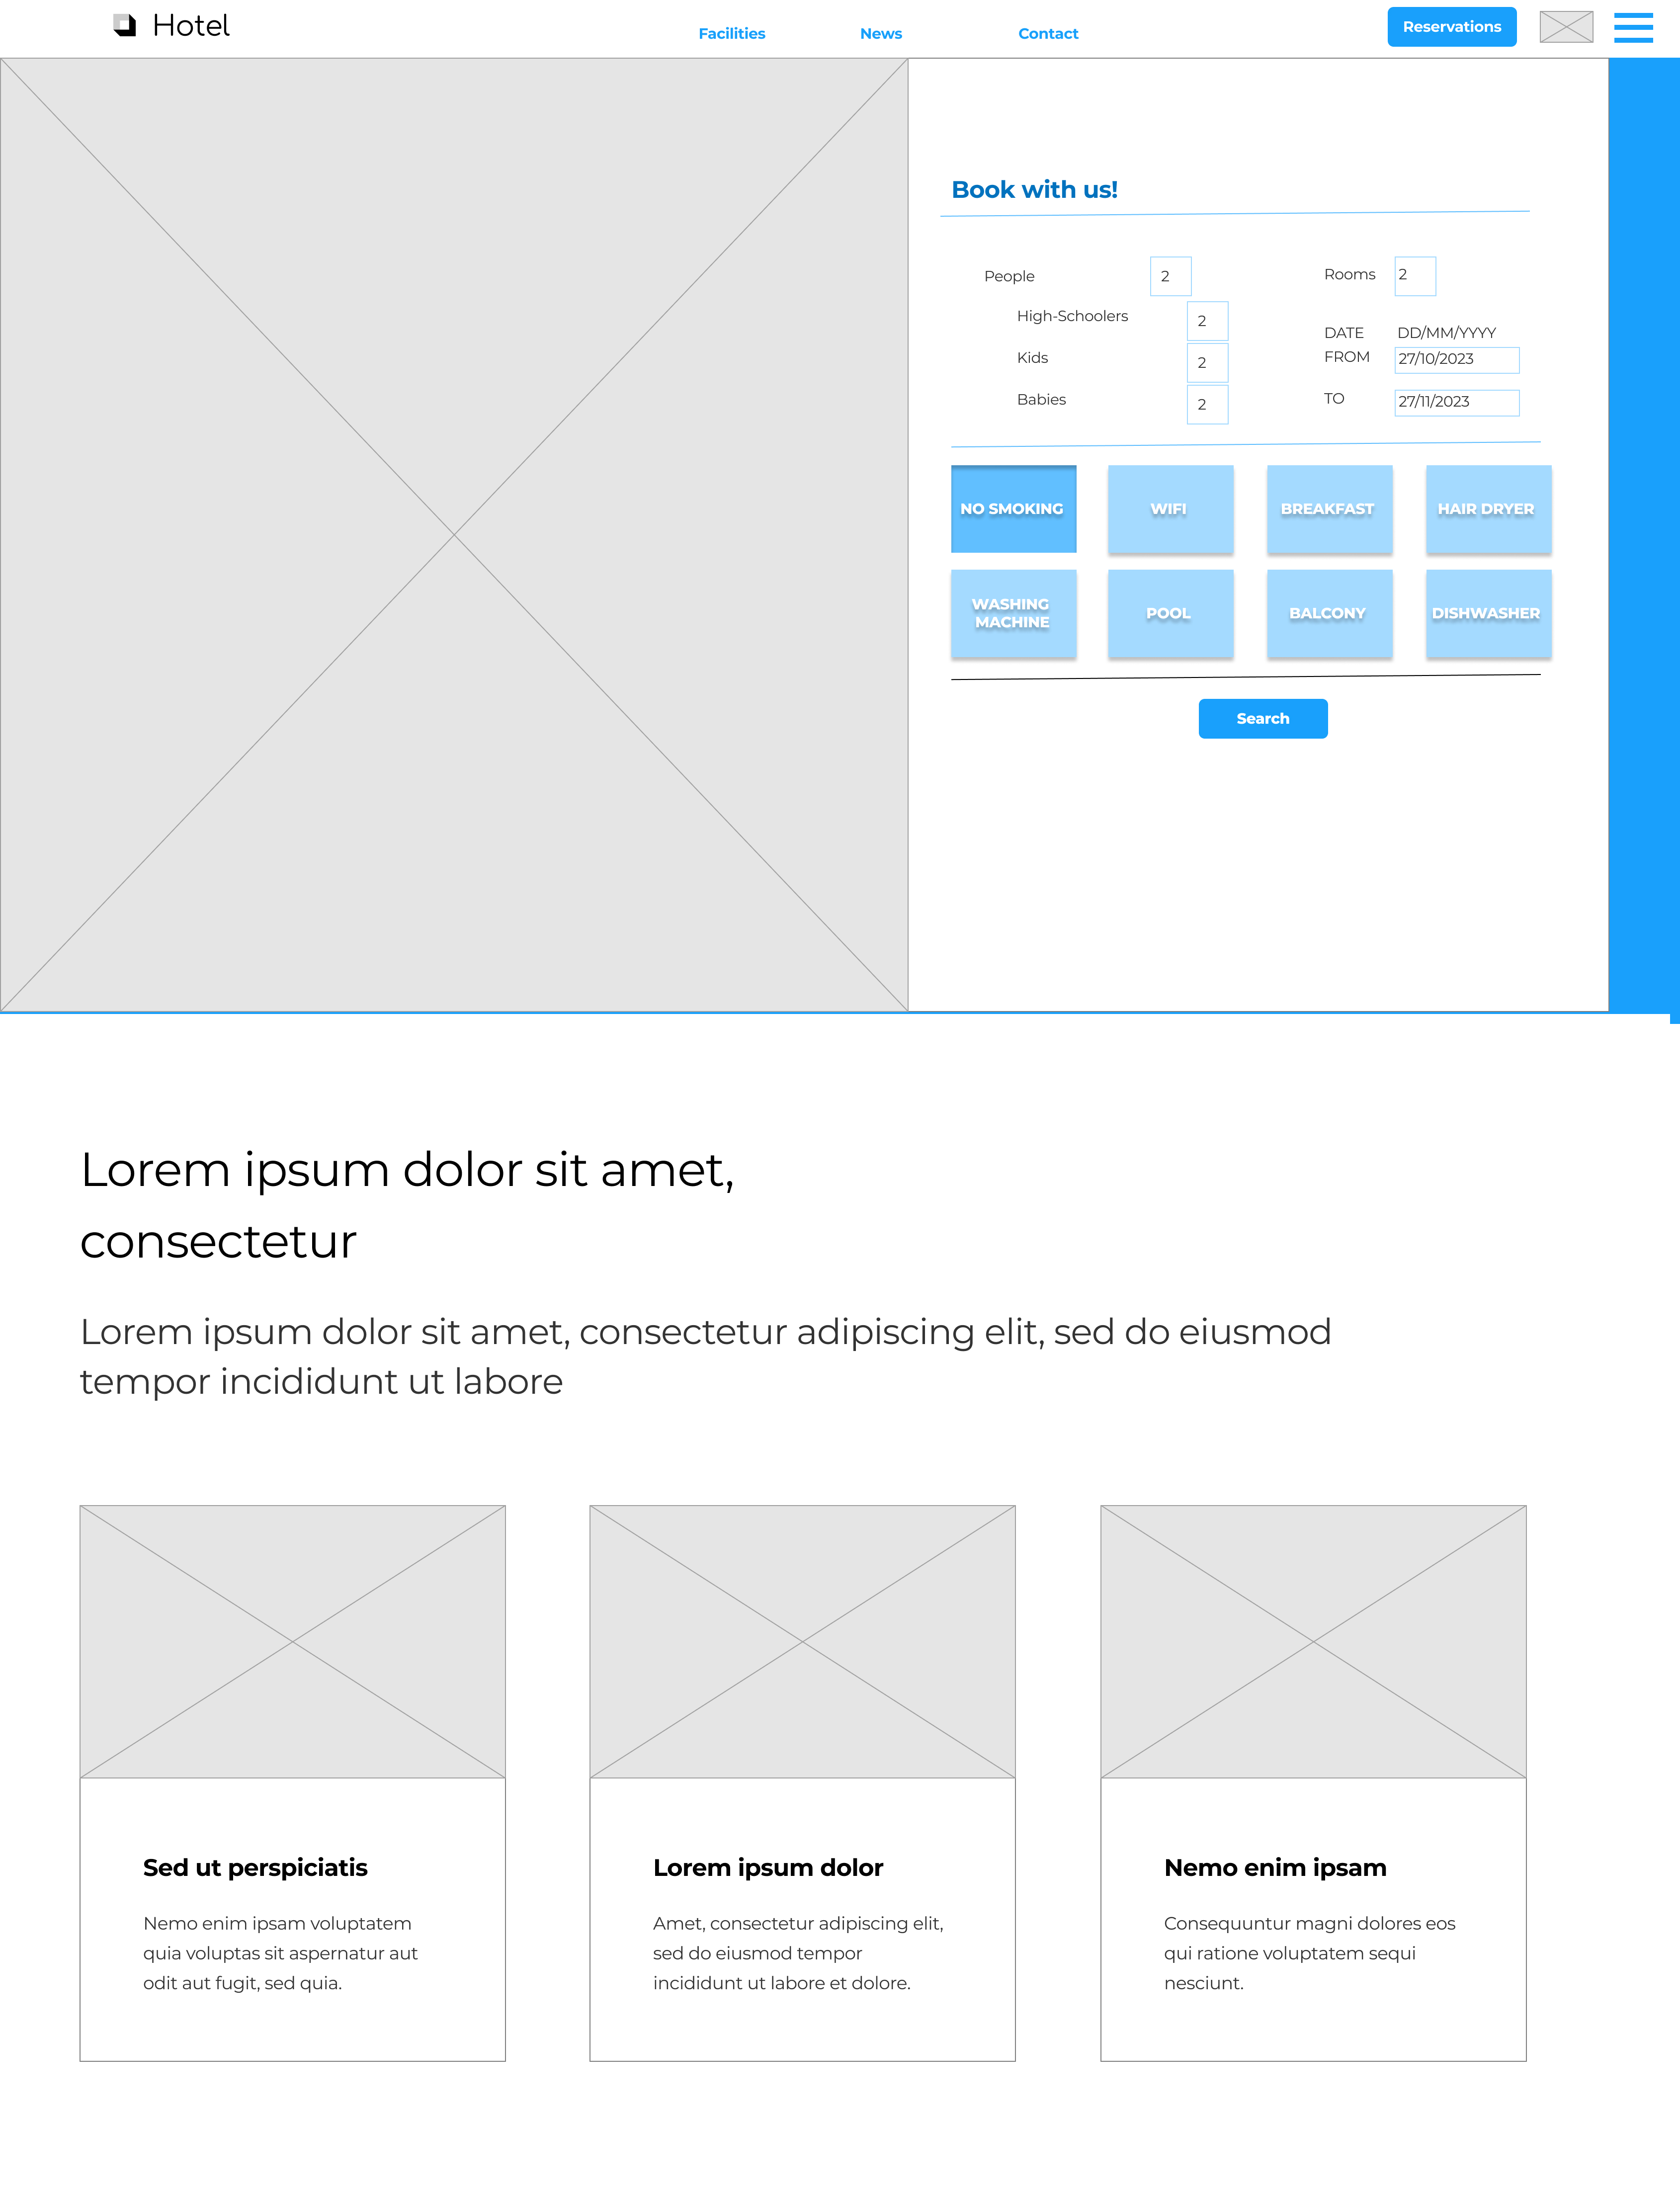 Hotel
Facilities
News
Contact
Reservations
Book with us!
People
2
High-Schoolers
2
Kids
2
Babies
2
Rooms
2
DATE
DD/MM/YYYY
FROM
27/10/2023
TO
27/11/2023
NO SMOKING
WIFI
BREAKFAST
HAIR DRYER
WASHING
MACHINE
POOL
BALCONY
DISHWASHER
Search
Lorem ipsum dolor sit amet,
consectetur
Lorem ipsum dolor sit amet, consectetur adipiscing elit, sed do eiusmod
tempor incididunt ut labore
Sed ut perspiciatis
Nemo enim ipsam voluptatem
quia voluptas sit aspernatur aut
odit aut fugit, sed quia.
Lorem ipsum dolor
Amet, consectetur adipiscing elit,
sed do eiusmod tempor
incididunt ut labore et dolore.
Nemo enim ipsam
Consequuntur magni dolores eos
qui ratione voluptatem sequi
nesciunt.